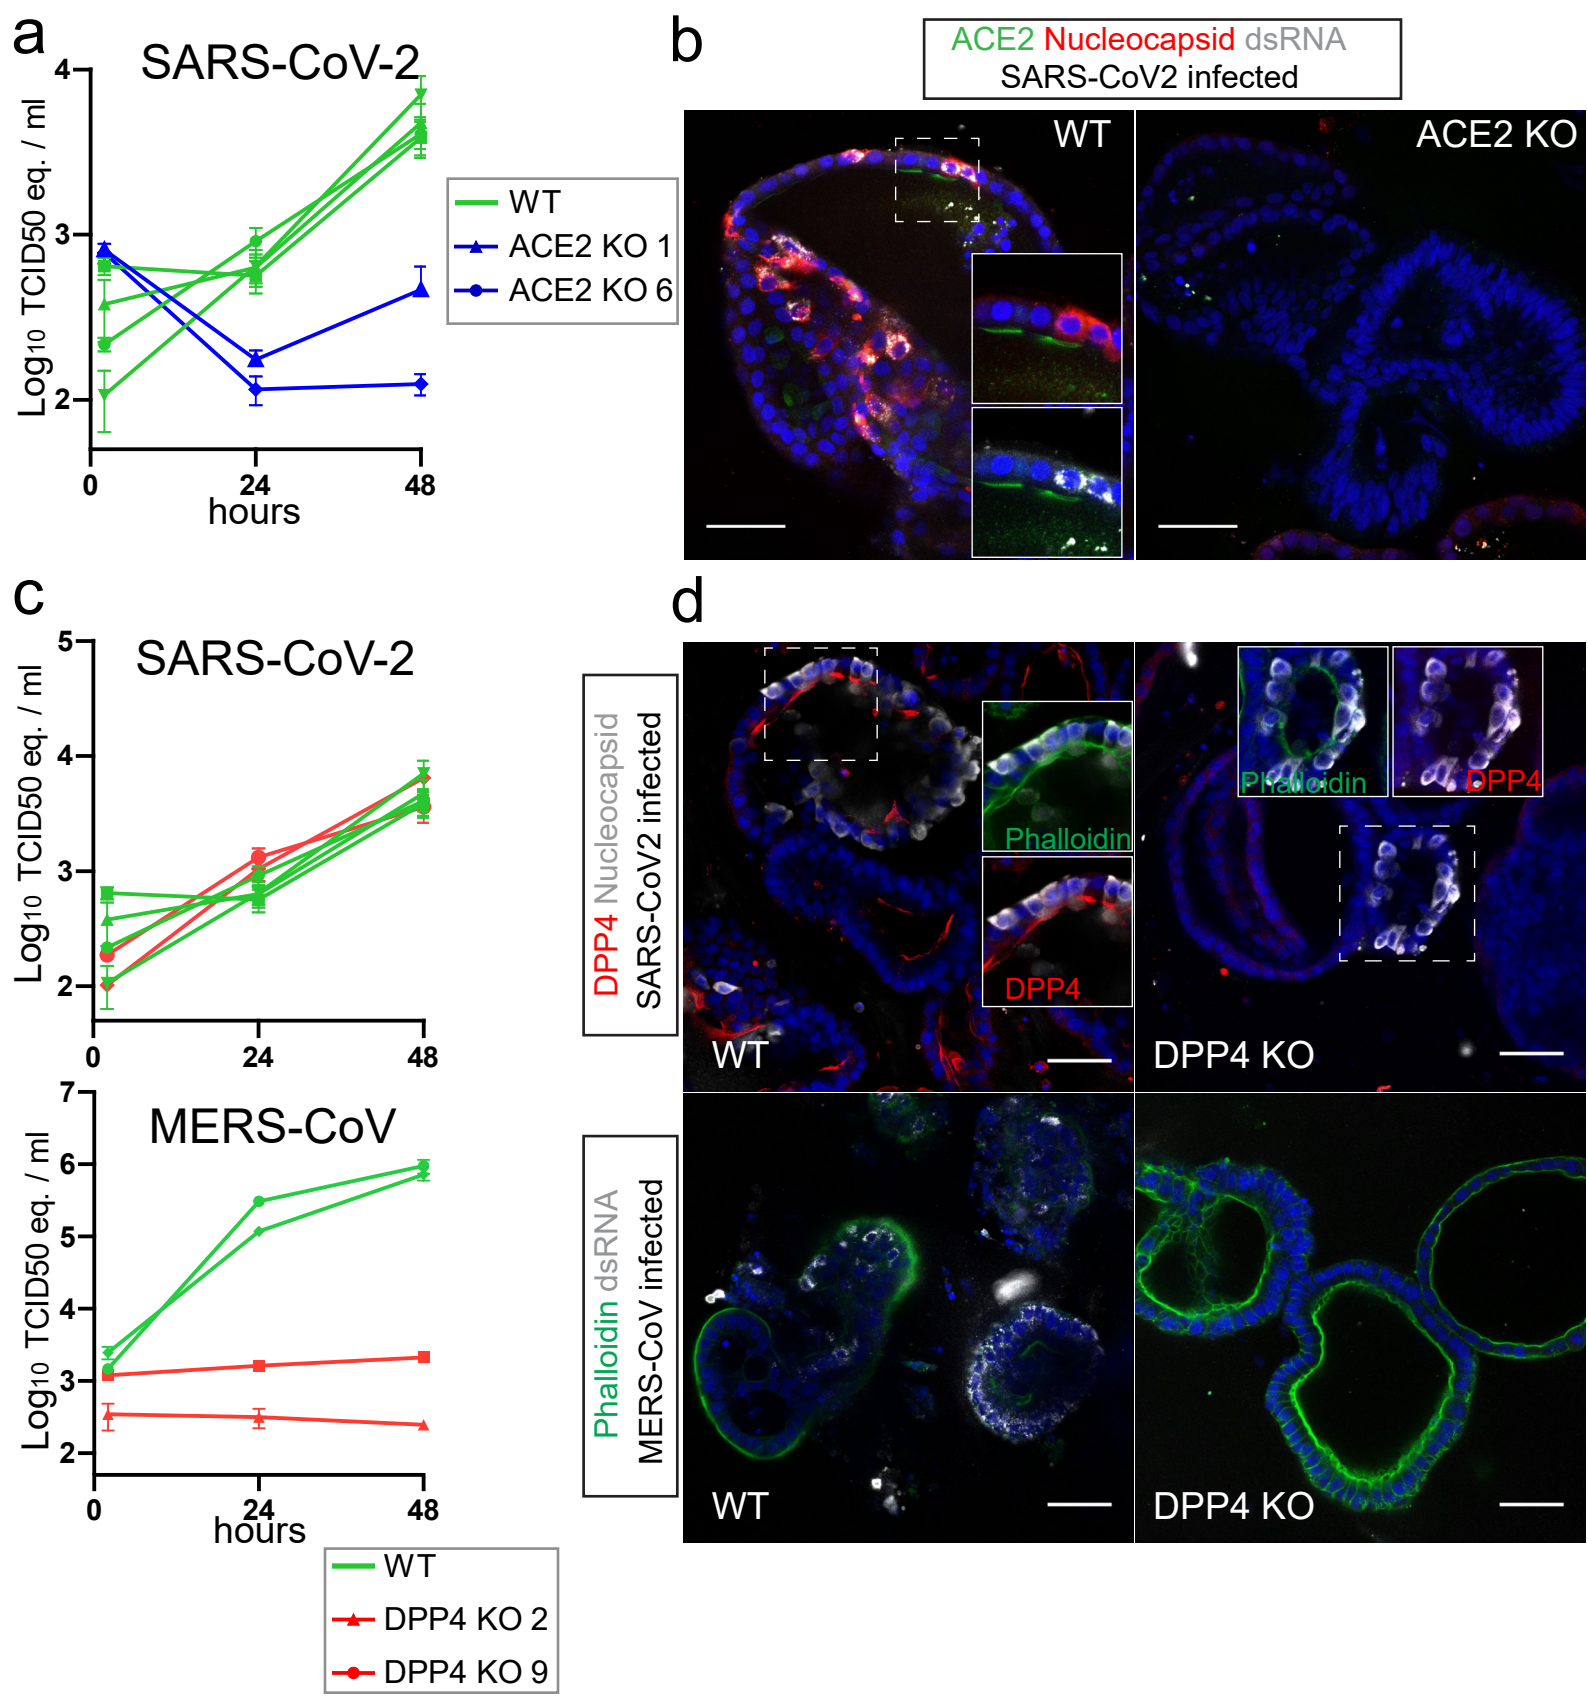 a
SARS-CoV-2
Log10 TCID50 eq. / ml
4
3
2
0
24
48
hours
WT
ACE2 KO 1
ACE2 KO 6
b
ACE2 Nucleocapsid dsRNA
SARS-CoV2 infected
WT
ACE2 KO
c
SARS-CoV-2
Log10 TCID50 eq. / ml
5
4
3
2
0
24
48
MERS-CoV
Log10 TCID50 eq. / ml
7
6
5
4
3
2
0
24
48
hours
WT
DPP4 KO 2
DPP4 KO 9
d
DPP4 Nucleocapsid
SARS-CoV2 infected
Phalloidin
DPP4
WT
Phalloidin
DPP4
DPP4 KO
Phalloidin dsRNA
MERS-CoV infected
WT
DPP4 KO